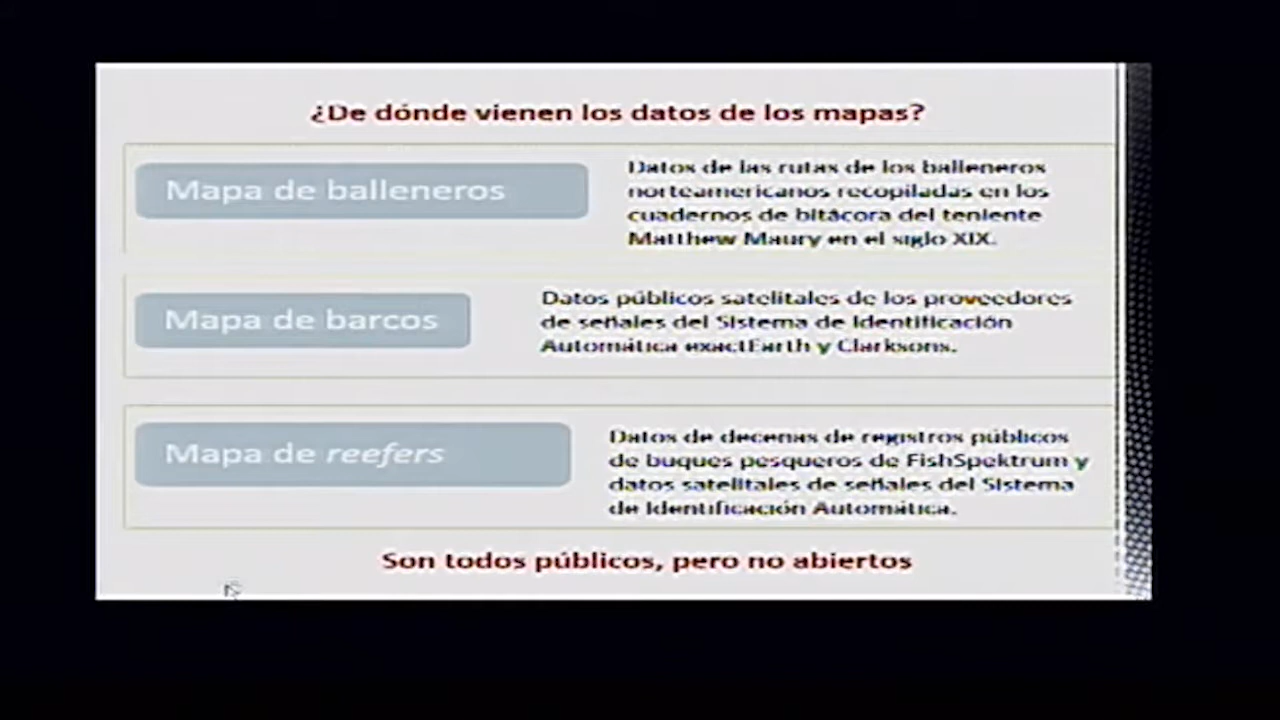 ¿De dónde vienen los datos de los mapas?
Mapa de balleneros
Datos de las rutas de los balleneros
norteamericanos recopiladas en los
cuadernos de bitácora del teniente
Matthew Maury en el siglo XIX.
Mapa de barcos
Datos públicos satelitales de los proveedores
de señales del Sistema de Identificación
Automática exactEarth y Clarksons.
Mapa de reefers
Datos de decenas de registros públicos
de buques pesqueros de FishSpektrum y
datos satelitales de señales del Sistema
de Identificación Automática.
Son todos públicos, pero no abiertos